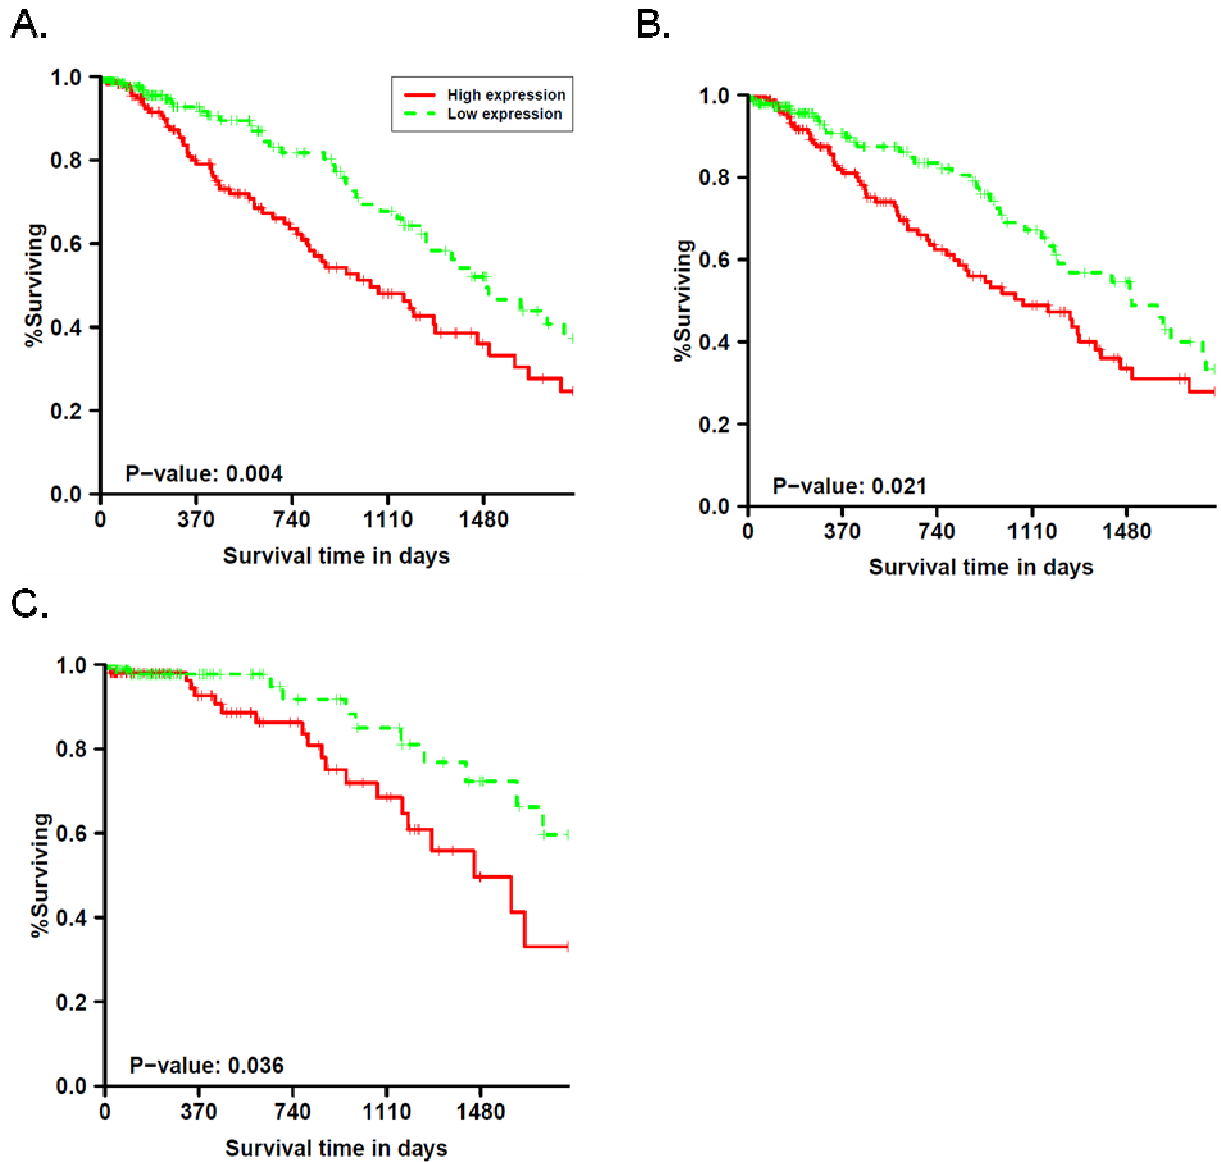 A.
1.0
0.8
0.6
0.4
0.2
0.0
%Surviving
High expression
Low expression
P-value: 0.004
0 370 740 1110 1480
Survival time in days
B.
1.0
0.8
0.6
0.4
0.2
0.0
%Surviving
P-value: 0.021
0 370 740 1110 1480
Survival time in days
C.
1.0
0.8
0.6
0.4
0.2
0.0
%Surviving
P-value: 0.036
0 370 740 1110 1480
Survival time in days